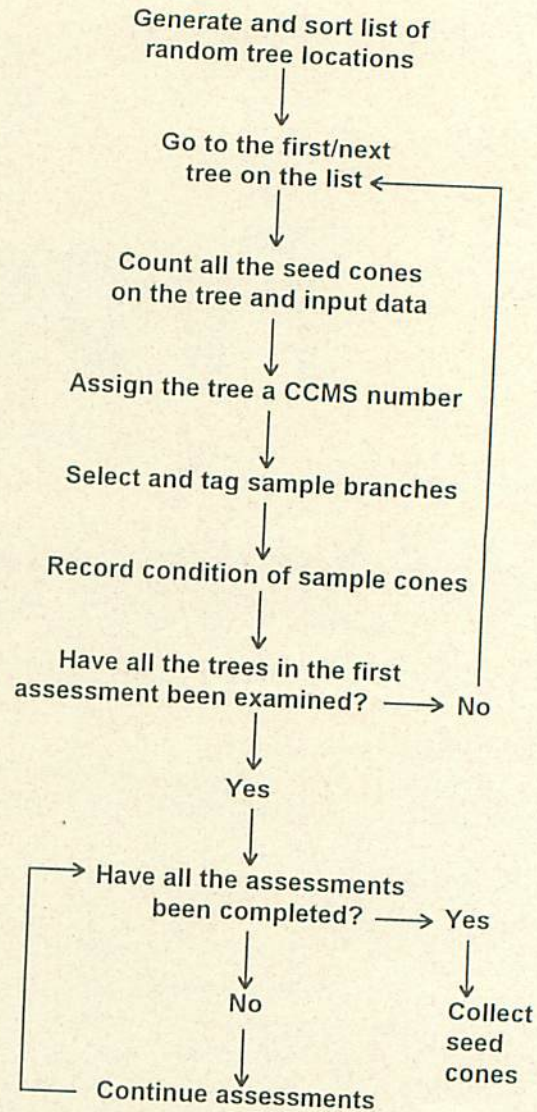 Generate and sort list of
random tree locations
Go to the first/next
tree on the list
Count all the seed cones
on the tree and input data
Assign the tree a CCMS number
Select and tag sample branches
Record condition of sample cones
Have all the trees in the first
assessment been examined?
No
Yes
Have all the assessments
been completed?
Yes
No
Collect
seed
cones
Continue assessments